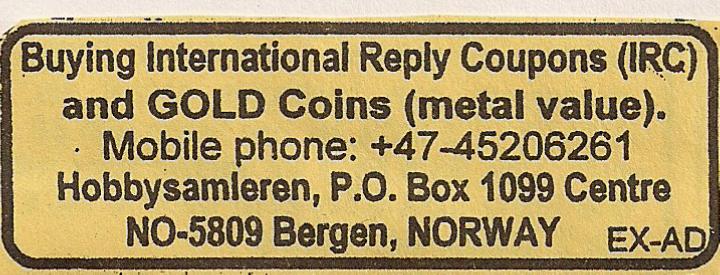 Buying International Reply Coupons (IRC)
and GOLD Coins (metal value).
Mobile phone: +47-45206261
Hobbysamleren, P.O. Box 1099 Centre
NO-5809 Bergen, NORWAY EX-AD